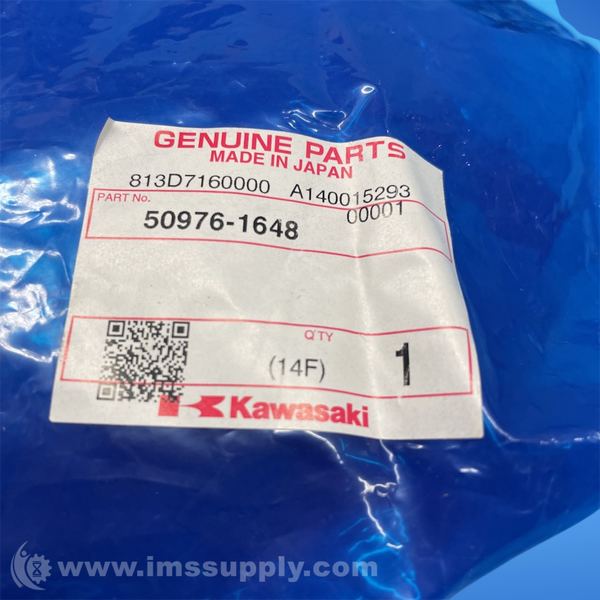 GENUINE PARTS
MADE IN JAPAN
813D7160000 A140015293
PART No. 00001
50976-1648
Q'TY
(14F) 1
Kawasaki
www.imssupply.com